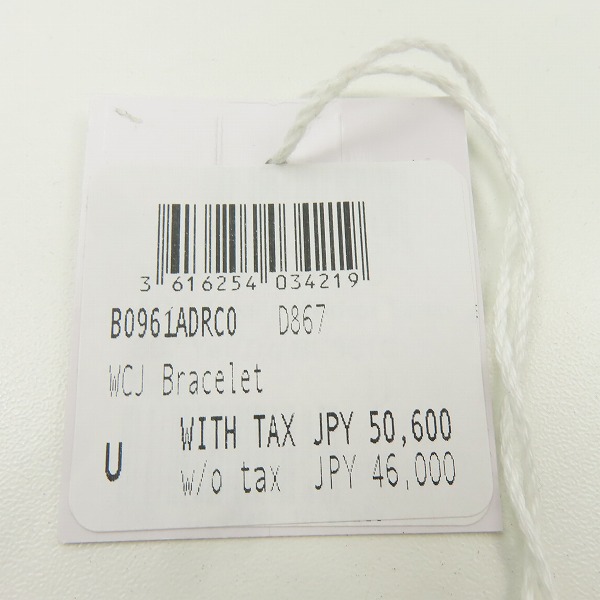 3 616254 034219
B0961ADRC0 D867
WCJ Bracelet
WITH TAX JPY 50,600
U w/o tax JPY 46,000